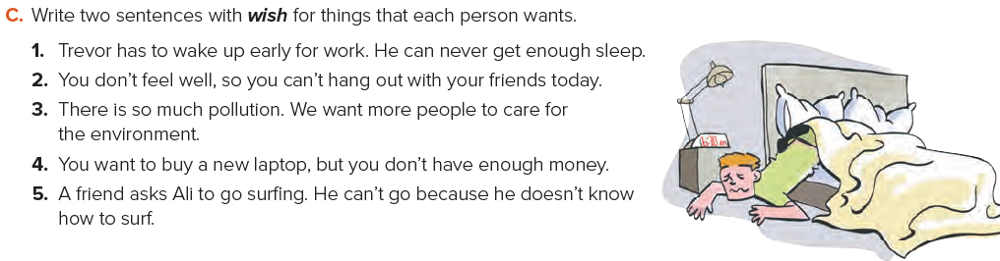 C. Write two sentences with wish for things that each person wants.
1. Trevor has to wake up early for work. He can never get enough sleep.
2. You don't feel well, so you can't hang out with your friends today.
3. There is so much pollution. We want more people to care for
the environment.
4. You want to buy a new laptop, but you don't have enough money.
5. A friend asks Ali to go surfing. He can't go because he doesn't know
how to surf.
6:30 AM